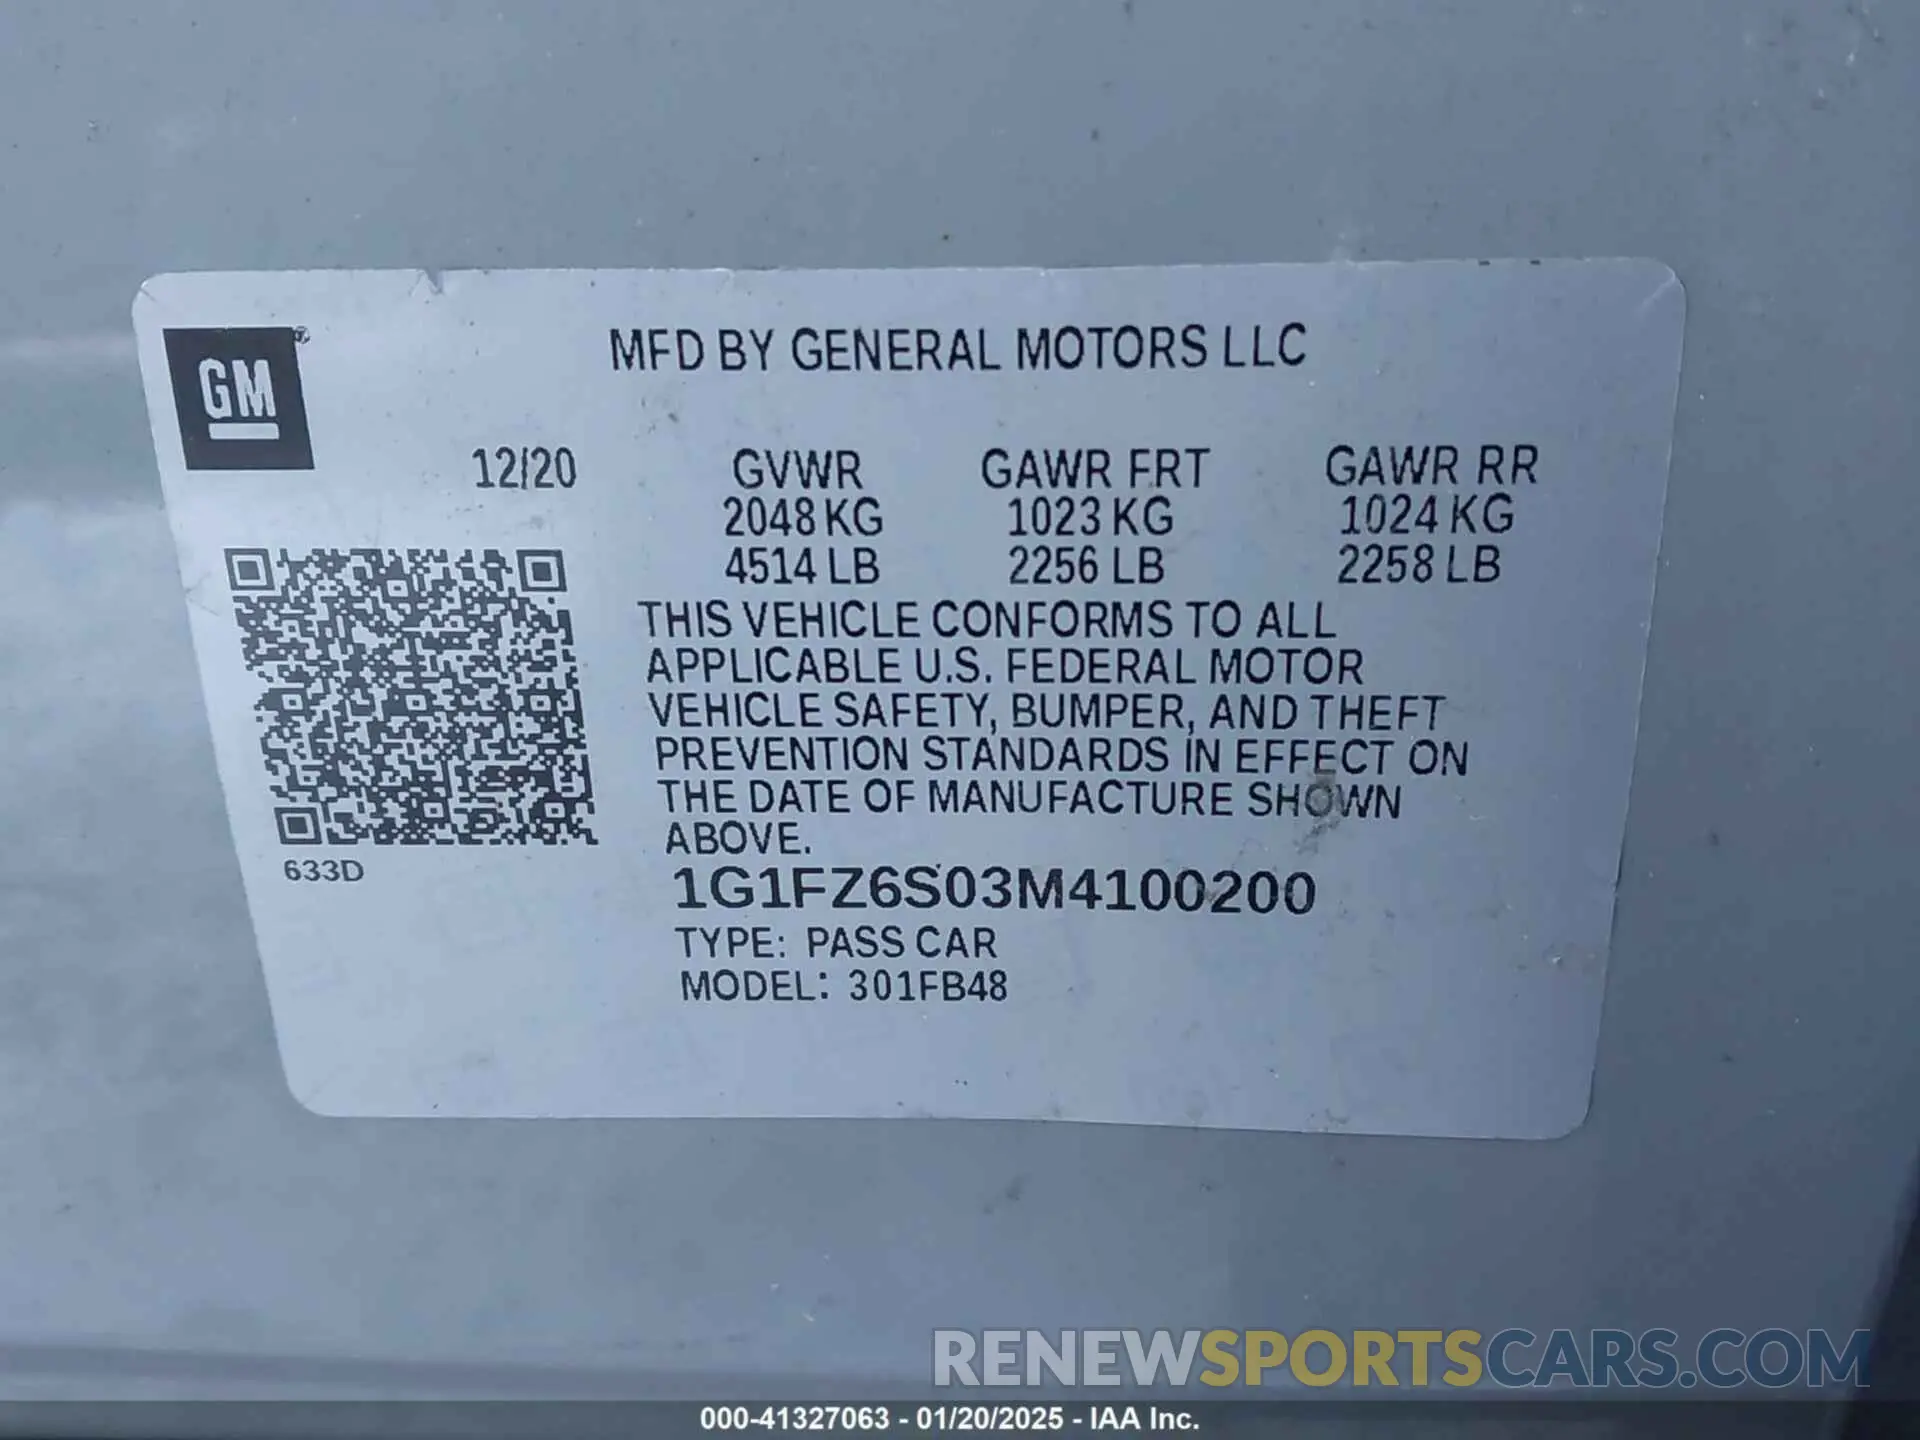 GM
MFD BY GENERAL MOTORS LLC
12/20 GVWR GAWR FRT GAWR RR
2048 KG 1023 KG 1024 KG
4514 LB 2256 LB 2258 LB
THIS VEHICLE CONFORMS TO ALL
APPLICABLE U.S. FEDERAL MOTOR
VEHICLE SAFETY, BUMPER, AND THEFT
PREVENTION STANDARDS IN EFFECT ON
THE DATE OF MANUFACTURE SHOWN
ABOVE.
633D
1G1FZ6S03M4100200
TYPE: PASS CAR
MODEL: 301FB48
RENEWSPORTSCARS.COM
000-41327063 - 01/20/2025 - IAA Inc.